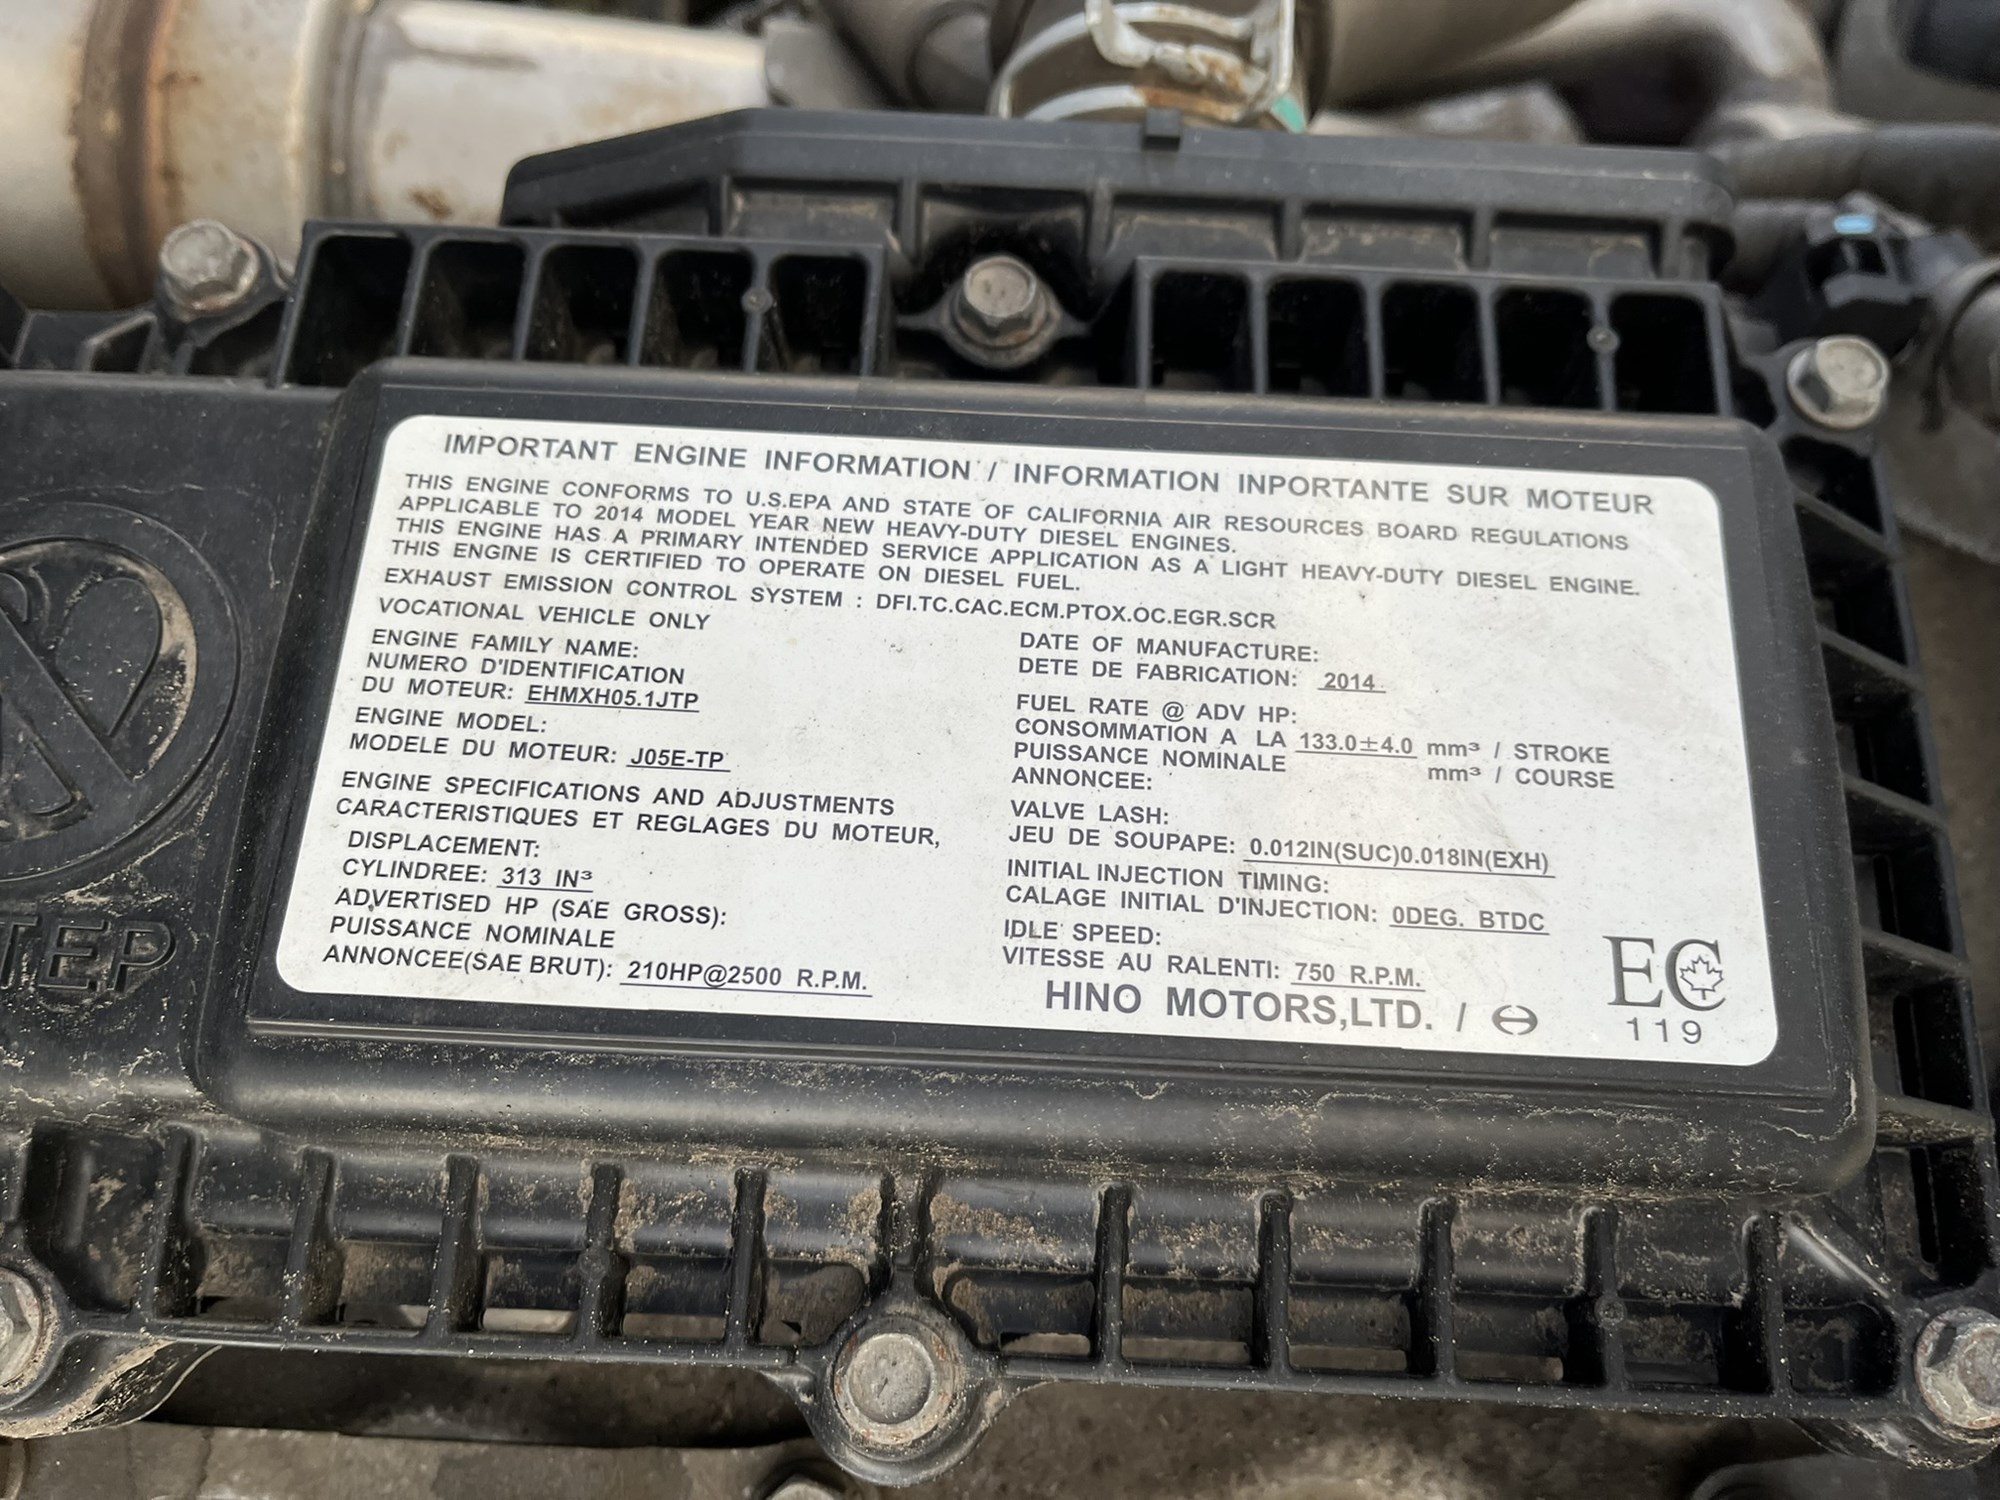 IMPORTANT ENGINE INFORMATION / INFORMATION INPORTANTE SUR MOTEUR
THIS ENGINE CONFORMS TO U.S.EPA AND STATE OF CALIFORNIA AIR RESOURCES BOARD REGULATIONS
APPLICABLE TO 2014 MODEL YEAR NEW HEAVY-DUTY DIESEL ENGINES.
THIS ENGINE HAS A PRIMARY INTENDED SERVICE APPLICATION AS A LIGHT HEAVY-DUTY DIESEL ENGINE.
THIS ENGINE IS CERTIFIED TO OPERATE ON DIESEL FUEL.
EXHAUST EMISSION CONTROL SYSTEM : DFI.TC.CAC.ECM.PTOX.OC.EGR.SCR
VOCATIONAL VEHICLE ONLY
ENGINE FAMILY NAME:
NUMERO D'IDENTIFICATION
DU MOTEUR: EHMXH05.1JTP
ENGINE MODEL:
MODELE DU MOTEUR: J05E-TP
ENGINE SPECIFICATIONS AND ADJUSTMENTS
CARACTERISTIQUES ET REGLAGES DU MOTEUR,
DISPLACEMENT:
CYLINDREE: 313 IN³
ADVERTISED HP (SAE GROSS):
PUISSANCE NOMINALE
ANNONCEE(SAE BRUT): 210HP@2500 R.P.M.
DATE OF MANUFACTURE:
DETE DE FABRICATION: 2014
FUEL RATE @ ADV HP:
CONSOMMATION A LA 133.0±4.0 mm³ / STROKE
PUISSANCE NOMINALE mm³ / COURSE
ANNONCEE:
VALVE LASH:
JEU DE SOUPAPE: 0.012IN(SUC)0.018IN(EXH)
INITIAL INJECTION TIMING:
CALAGE INITIAL D'INJECTION: 0DEG. BTDC
IDLE SPEED:
VITESSE AU RALENTI: 750 R.P.M.
HINO MOTORS,LTD. /
EC
119
TEP